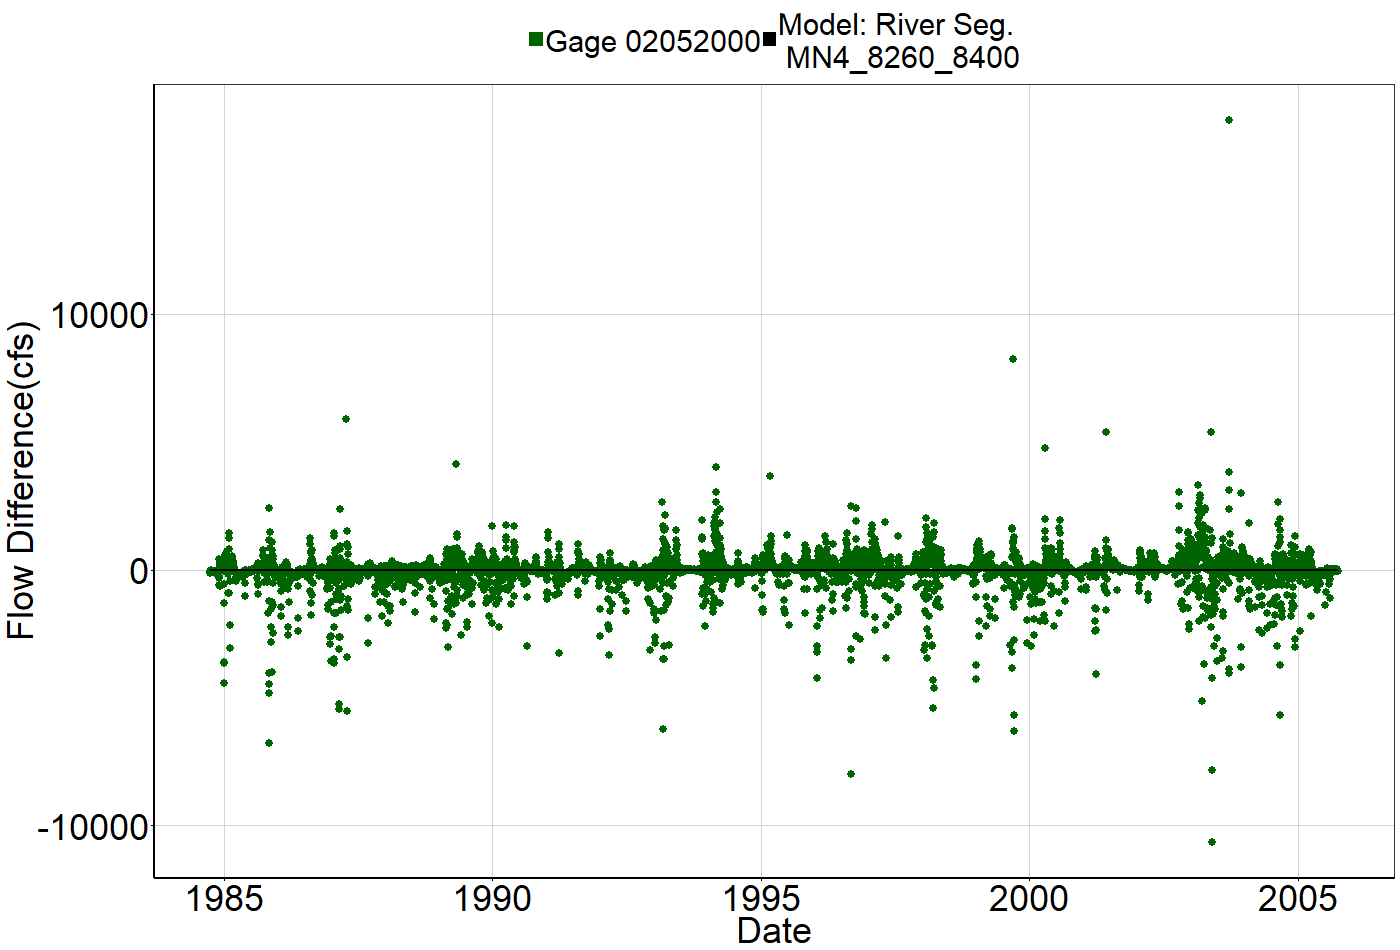 Gage 02052000
Model: River Seg.
MN4_8260_8400
Flow Difference(cfs)
10000
0
-10000
1985
1990
1995
2000
2005
Date